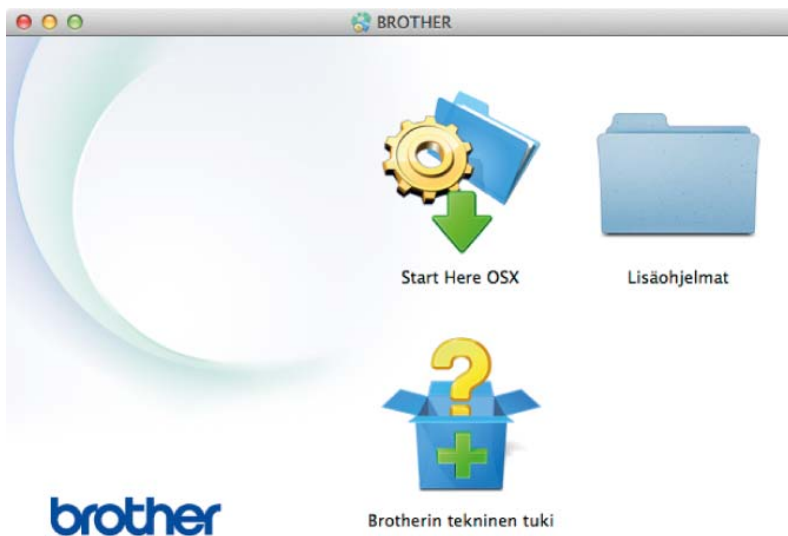 BROTHER
Start Here OSX
Lisäohjelmat
Brotherin tekninen tuki
brother